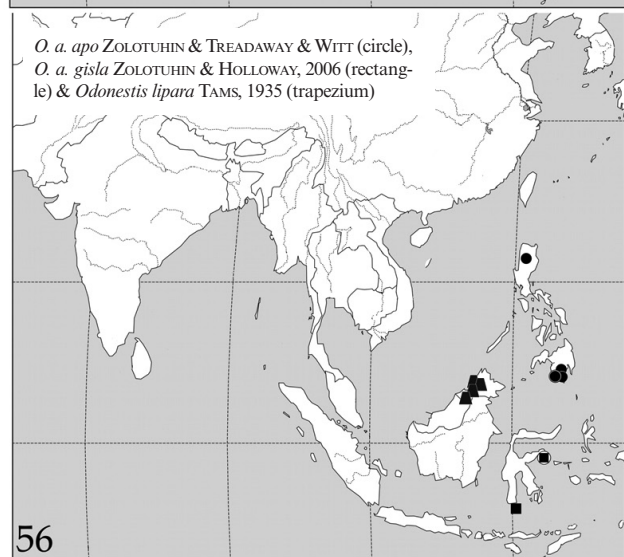 O. a. apo ZOLOTUHIN & TREADAWAY & WITT (circle),
O. a. gisla ZOLOTUHIN & HOLLOWAY, 2006 (rectang-
le) & Odonestis lipara TAMS, 1935 (trapezium)
56